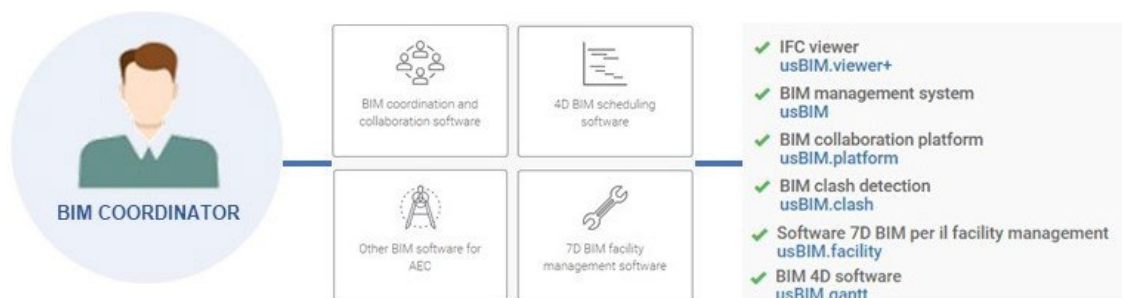 BIM COORDINATOR
BIM coordination and
collaboration software
4D BIM scheduling
software
Other BIM software for
AEC
7D BIM facility
management software
IFC viewer
usBIM.viewer+
BIM management system
usBIM
BIM collaboration platform
usBIM.platform
BIM clash detection
usBIM.clash
Software 7D BIM per il facility management
usBIM.facility
BIM 4D software
usBIM.gantt